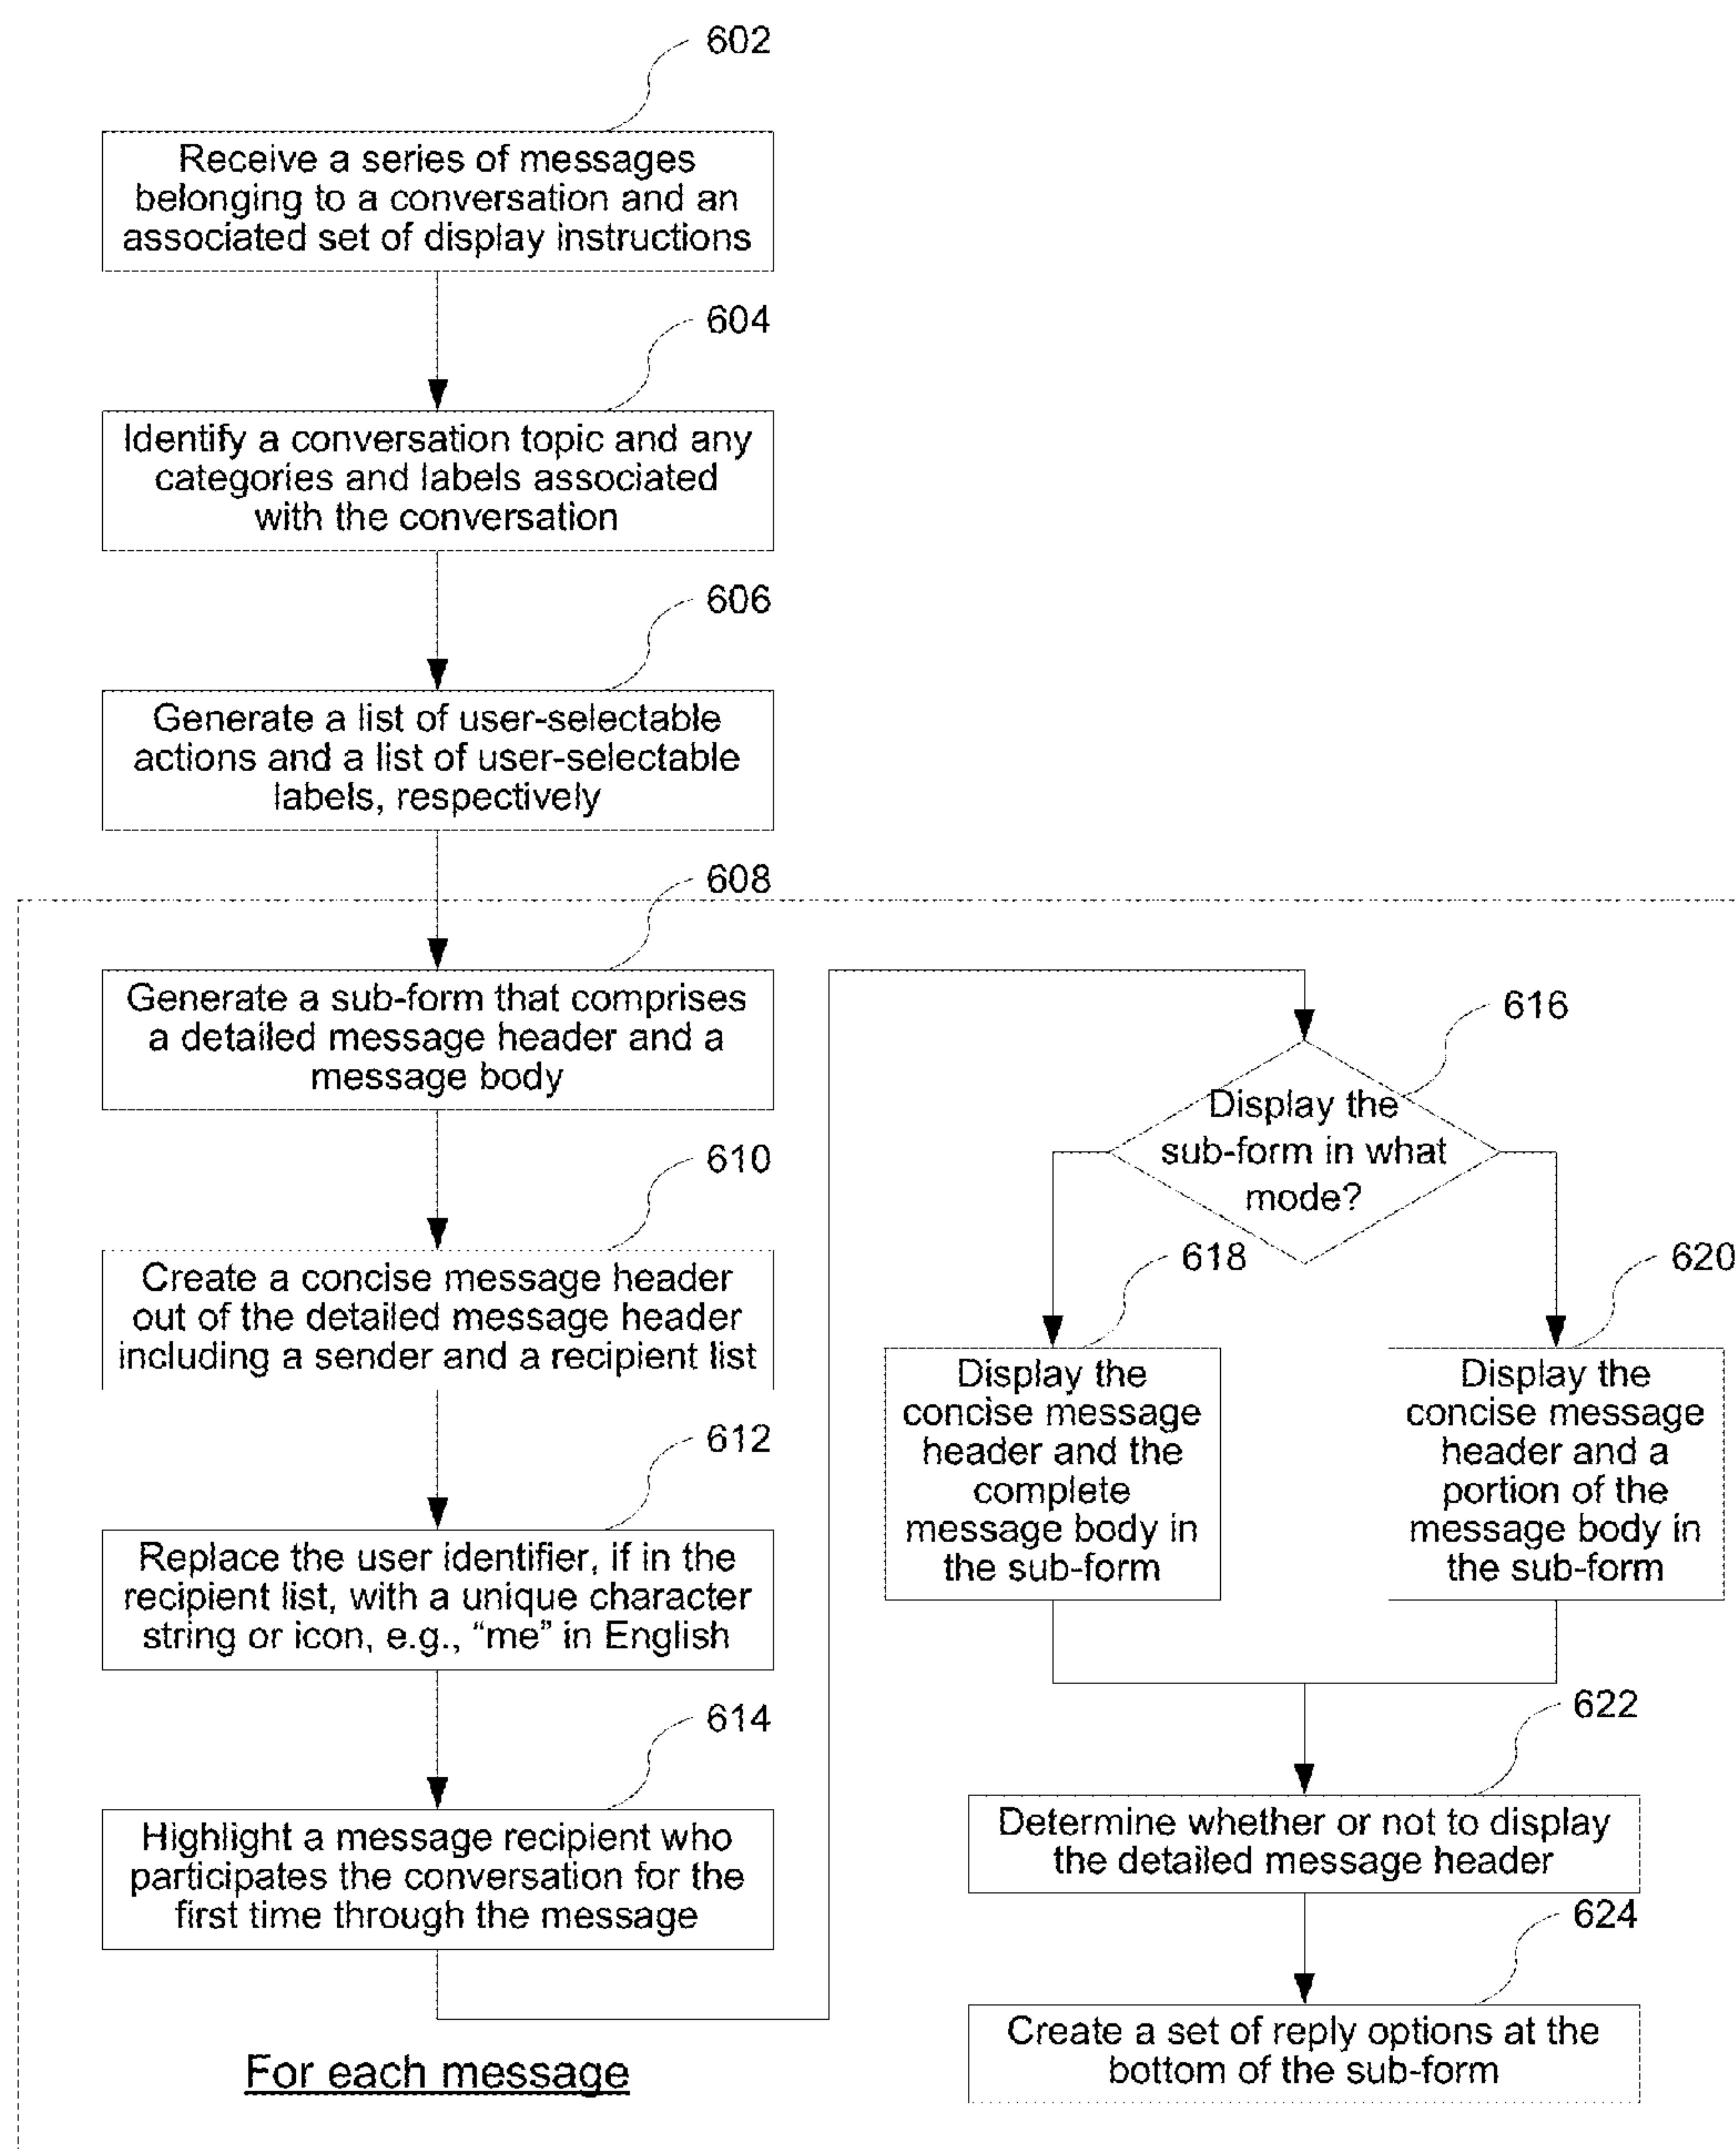 602
Receive a series of messages
belonging to a conversation and an
associated set of display instructions
604
Identify a conversation topic and any
categories and labels associated
with the conversation
606
Generate a list of user-selectable
actions and a list of user-selectable
labels, respectively
608
Generate a sub-form that comprises
a detailed message header and a
message body
610
Create a concise message header
out of the detailed message header
including a sender and a recipient list
612
Replace the user identifier, if in the
recipient list, with a unique character
string or icon, e.g., “me” in English
614
Highlight a message recipient who
participates the conversation for the
first time through the message
For each message
616
Display the
sub-form in what
mode?
618
Display the
concise message
header and the
complete
message body in
the sub-form
620
Display the
concise message
header and a
portion of the
message body in
the sub-form
622
Determine whether or not to display
the detailed message header
624
Create a set of reply options at the
bottom of the sub-form